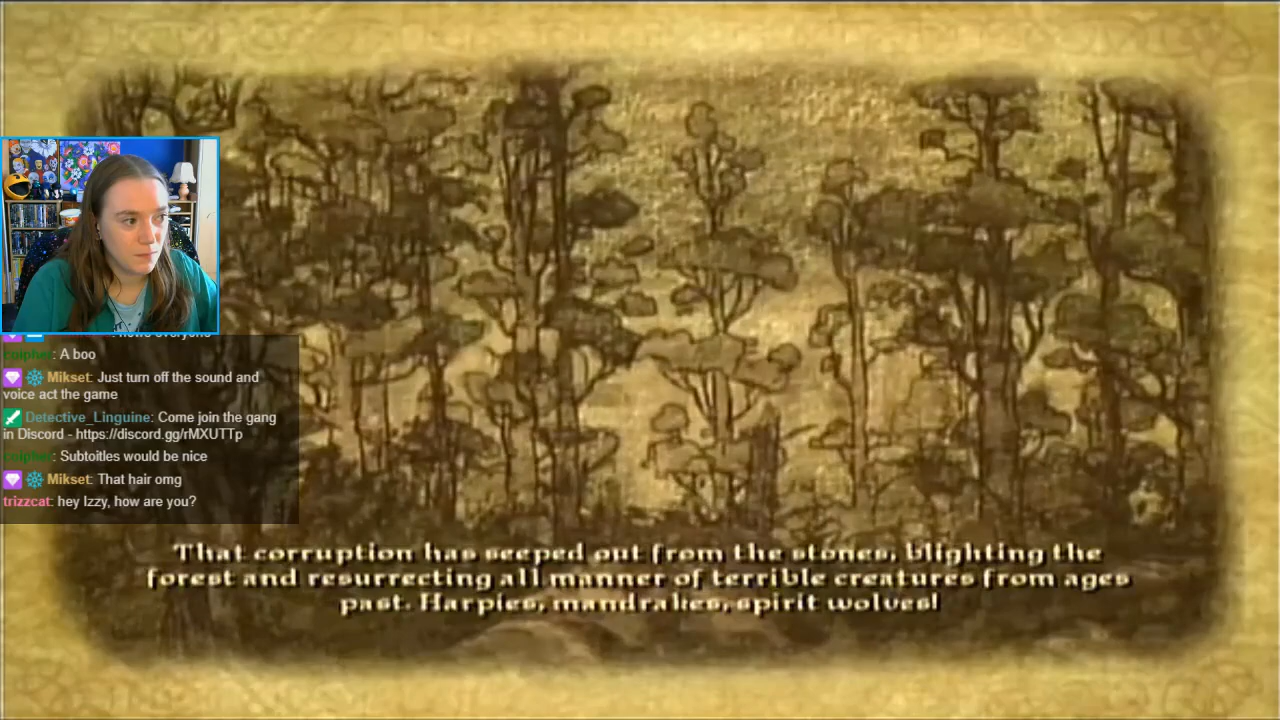 coipher: A boo
Mikset: Just turn off the sound and
voice act the game
Detective_Linguine: Come join the gang
in Discord - https://discord.gg/rMXUTTp
coipher: Subtoitles would be nice
Mikset: That hair omg
trizzcat: hey Izzy, how are you?
That corruption has seeped out from the stones, blighting the
forest and resurrecting all manner of terrible creatures from ages
past. Harpies, mandrakes, spirit wolves!